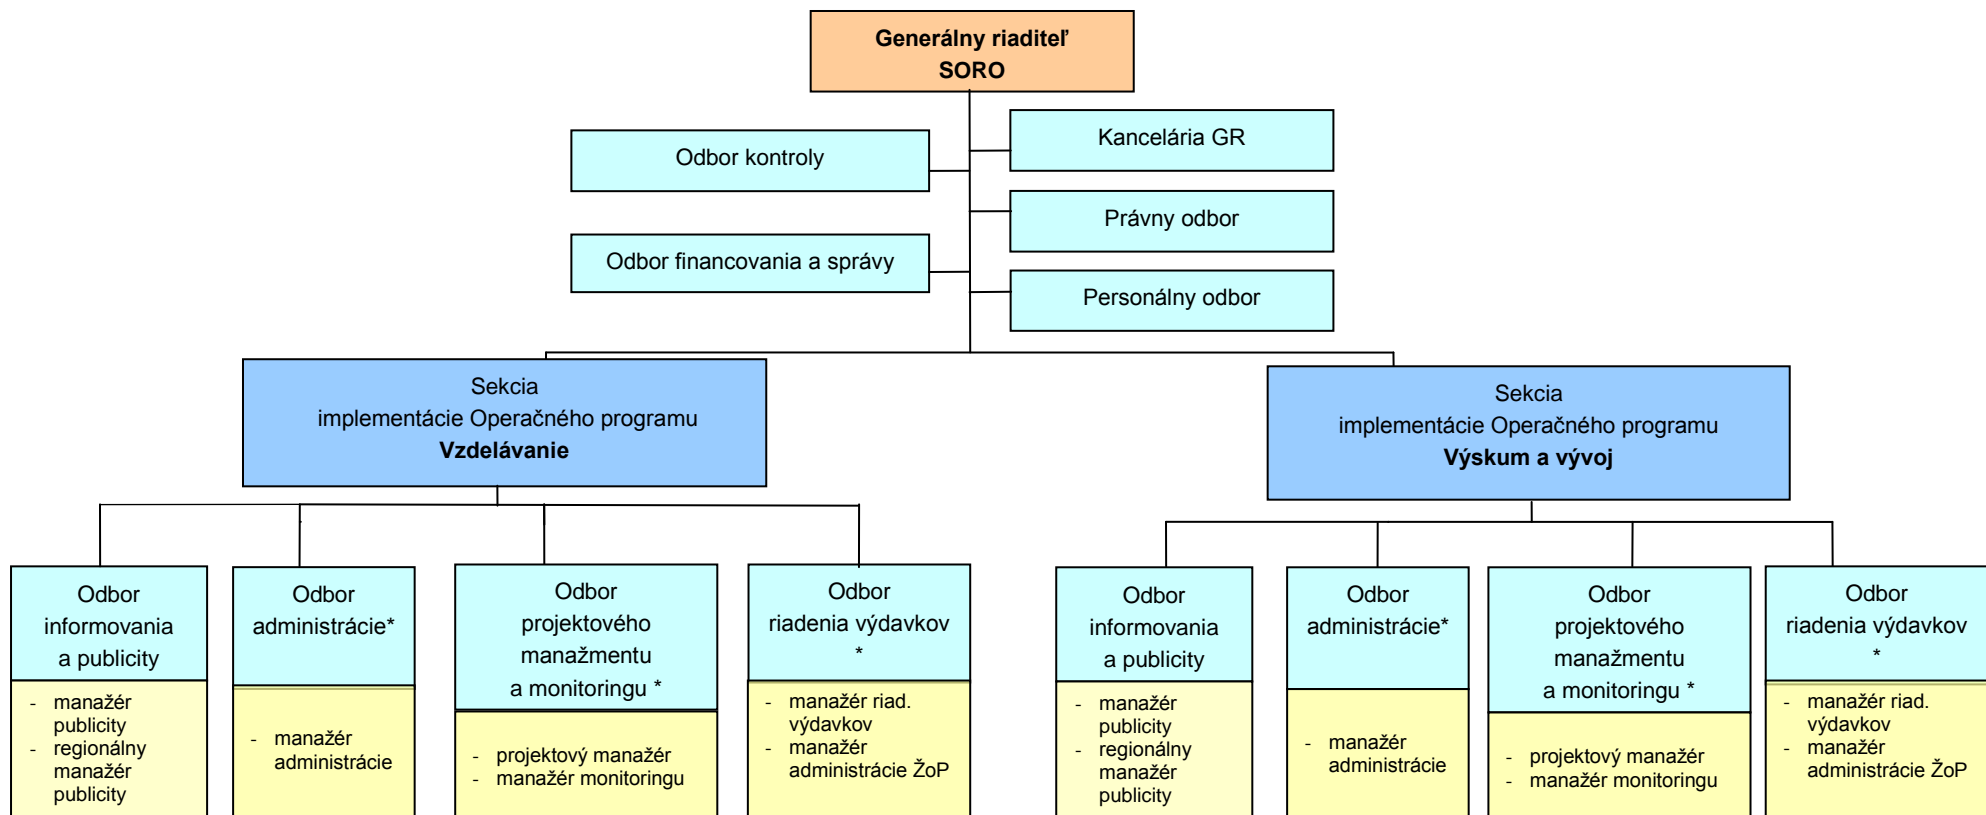 Generálny riaditeľ
SORO
Kancelária GR
Odbor kontroly
Právny odbor
Odbor financovania a správy
Personálny odbor
Sekcia
implementácie Operačného programu
Vzdelávanie
Sekcia
implementácie Operačného programu
Výskum a vývoj
Odbor
informovania
a publicity
- manažér
publicity
- regionálny
manažér
publicity
Odbor
administrácie*
- manažér
administrácie
Odbor
projektového
manažmentu
a monitoringu *
- projektový manažér
- manažér monitoringu
Odbor
riadenia výdavkov
*
- manažér riad.
výdavkov
- manažér
administrácie ŽoP
Odbor
informovania
a publicity
- manažér
publicity
- regionálny
manažér
publicity
Odbor
administrácie*
- manažér
administrácie
Odbor
projektového
manažmentu
a monitoringu *
- projektový manažér
- manažér monitoringu
Odbor
riadenia výdavkov
*
- manažér riad.
výdavkov
- manažér
administrácie ŽoP